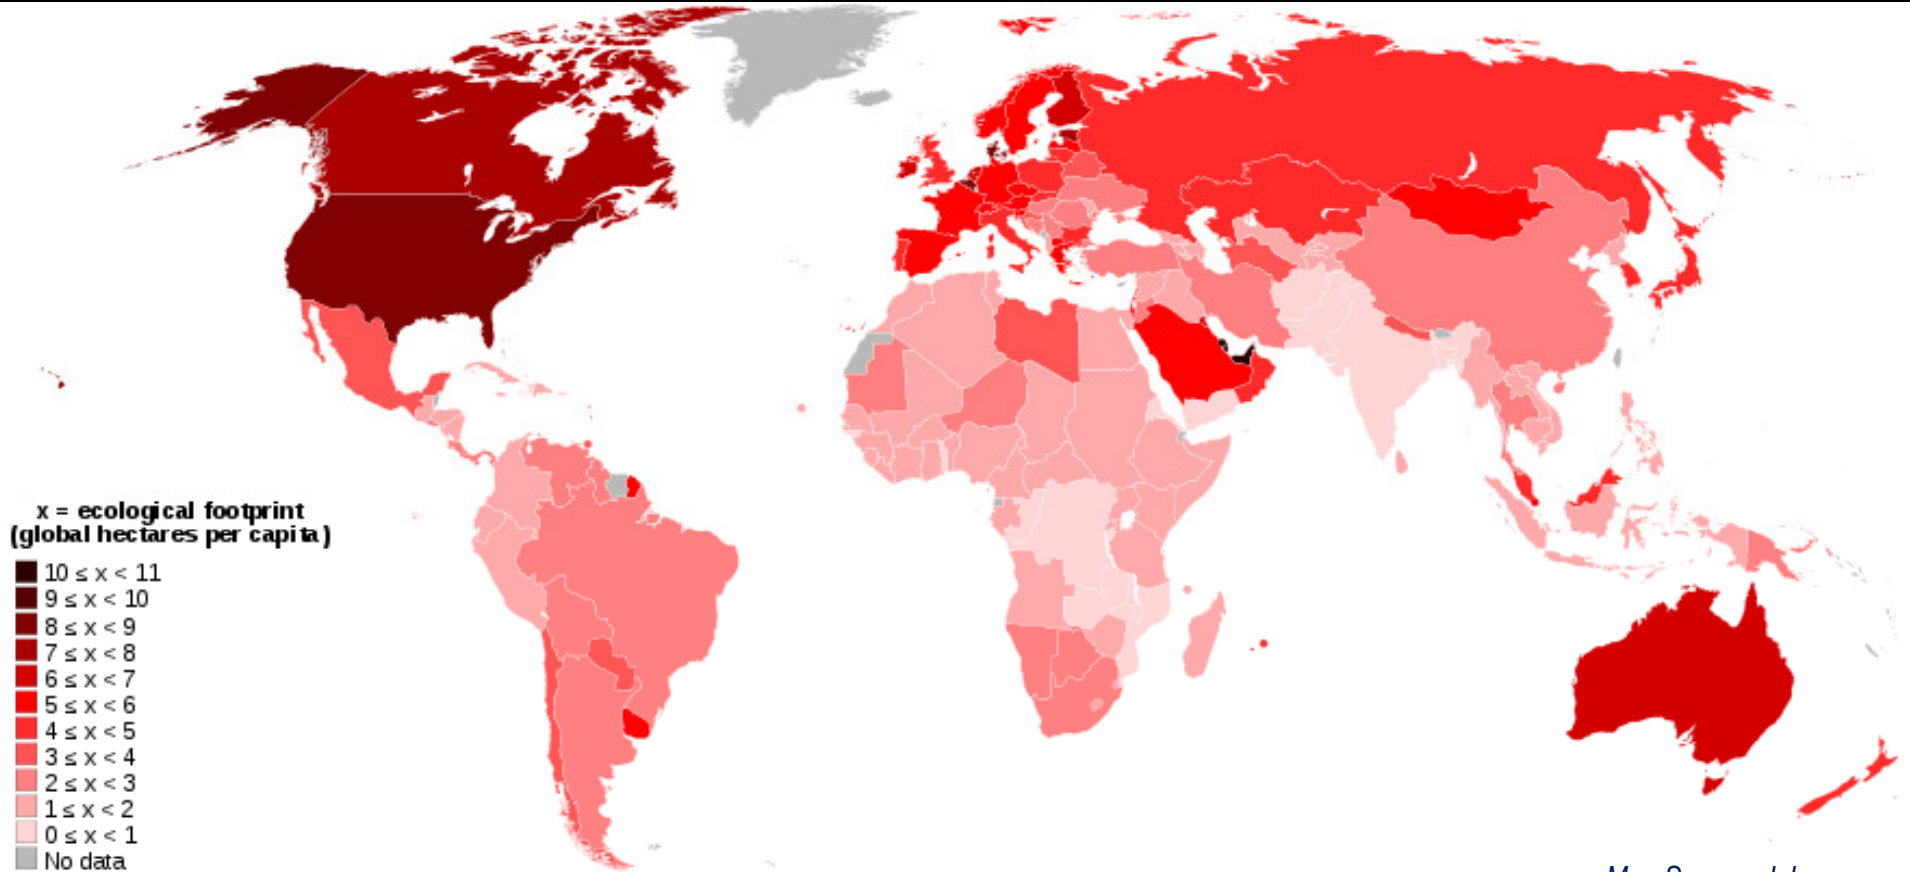 x = ecological footprint
(global hectares per capita)
10 ≤ x < 11
9 ≤ x < 10
8 ≤ x < 9
7 ≤ x < 8
6 ≤ x < 7
5 ≤ x < 6
4 ≤ x < 5
3 ≤ x < 4
2 ≤ x < 3
1 ≤ x < 2
0 ≤ x < 1
No data